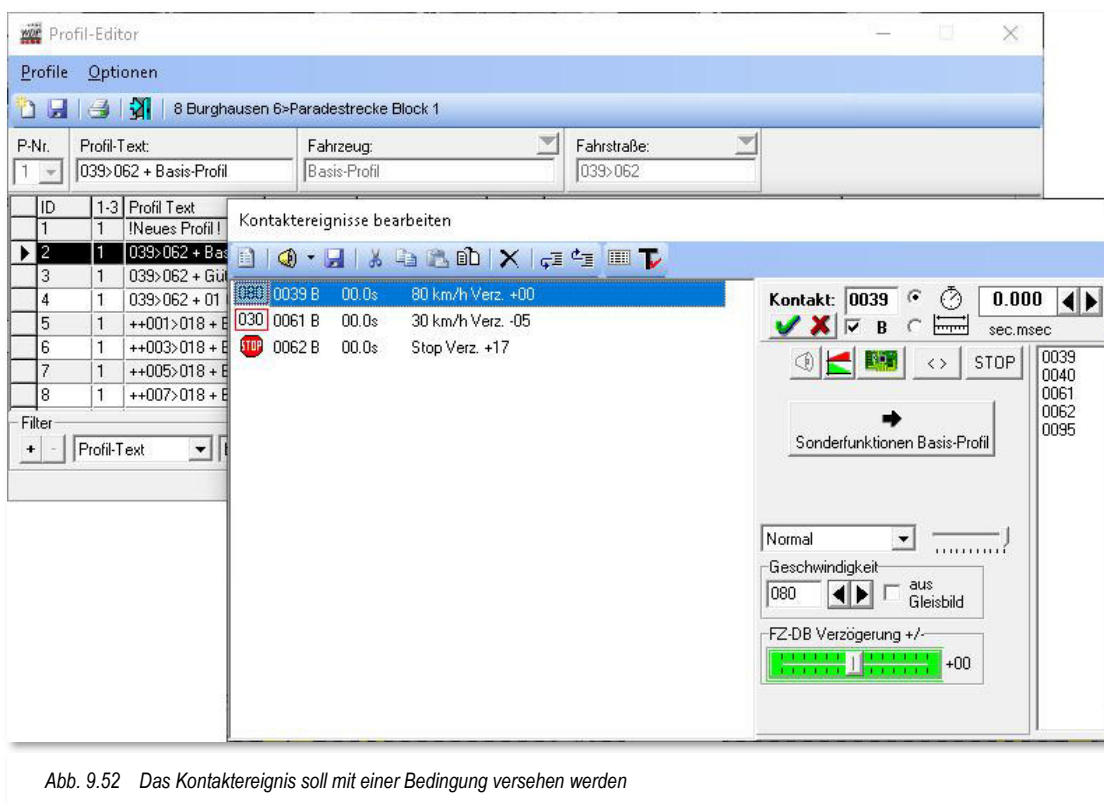 Profil-Editor
Profile Optionen
8 Burghausen 6>Paradestrecke Block 1
P-Nr. Profil-Text: Fahrzeug: Fahrstraße:
1 039>062 + Basis-Profil Basis-Profil 039>062
ID 1-3 Profil Text
1 1 !Neues Profil !
2 1 039>062 + Bas
3 1 039>062 + Gü
4 1 039>062 + 01
5 1 ++001>018 + E
6 1 ++003>018 + E
7 1 ++005>018 + E
8 1 ++007>018 + E
Filter
+ - Profil-Text
Kontaktereignisse bearbeiten
080 0039 B 00.0s 80 km/h Verz. +00
030 0061 B 00.0s 30 km/h Verz. -05
STOP 0062 B 00.0s Stop Verz. +17
Kontakt: 0039 0.000
B sec.msec
<> STOP
0039
0040
0061
0062
0095
Sonderfunktionen Basis-Profil
Normal
Geschwindigkeit
080 aus Gleisbild
FZ-DB Verzögerung +/-
+00
Abb. 9.52 Das Kontaktereignis soll mit einer Bedingung versehen werden